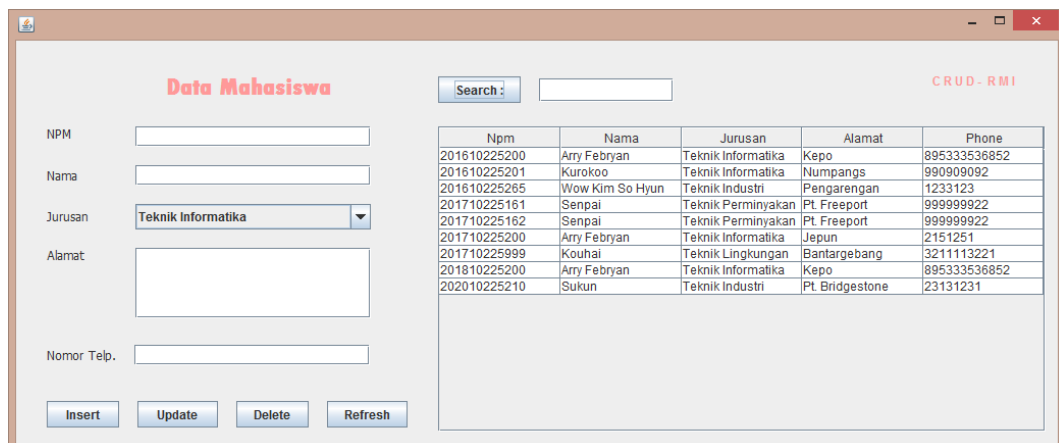 Data Mahasiswa
Search :
CRUD-RMI
NPM
Nama
Jurusan
Teknik Informatika
Alamat
Nomor Telp.
Insert Update Delete Refresh
Npm Nama Jurusan Alamat Phone
201610225200 Arry Febryan Teknik Informatika Kepo 895333536852
201610225201 Kurokoo Teknik Informatika Numpangs 990909092
201610225265 Wow Kim So Hyun Teknik Industri Pengarengan 1233123
201710225161 Senpai Teknik Perminyakan Pt. Freeport 999999922
201710225162 Senpai Teknik Perminyakan Pt. Freeport 999999922
201710225200 Arry Febryan Teknik Informatika Jepun 2151251
201710225999 Kouhai Teknik Lingkungan Bantargebang 3211113221
201810225200 Arry Febryan Teknik Informatika Kepo 895333536852
202010225210 Sukun Teknik Industri Pt. Bridgestone 23131231